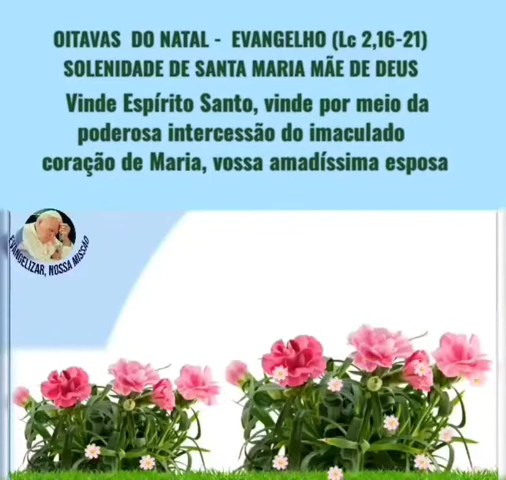 OITAVAS DO NATAL - EVANGELHO (Lc 2,16-21)
SOLENIDADE DE SANTA MARIA MÃE DE DEUS
Vinde Espírito Santo, vinde por meio da
poderosa intercessão do imaculado
coração de Maria, vossa amadíssima esposa
EVANGELIZAR, NOSSA MISSÃO